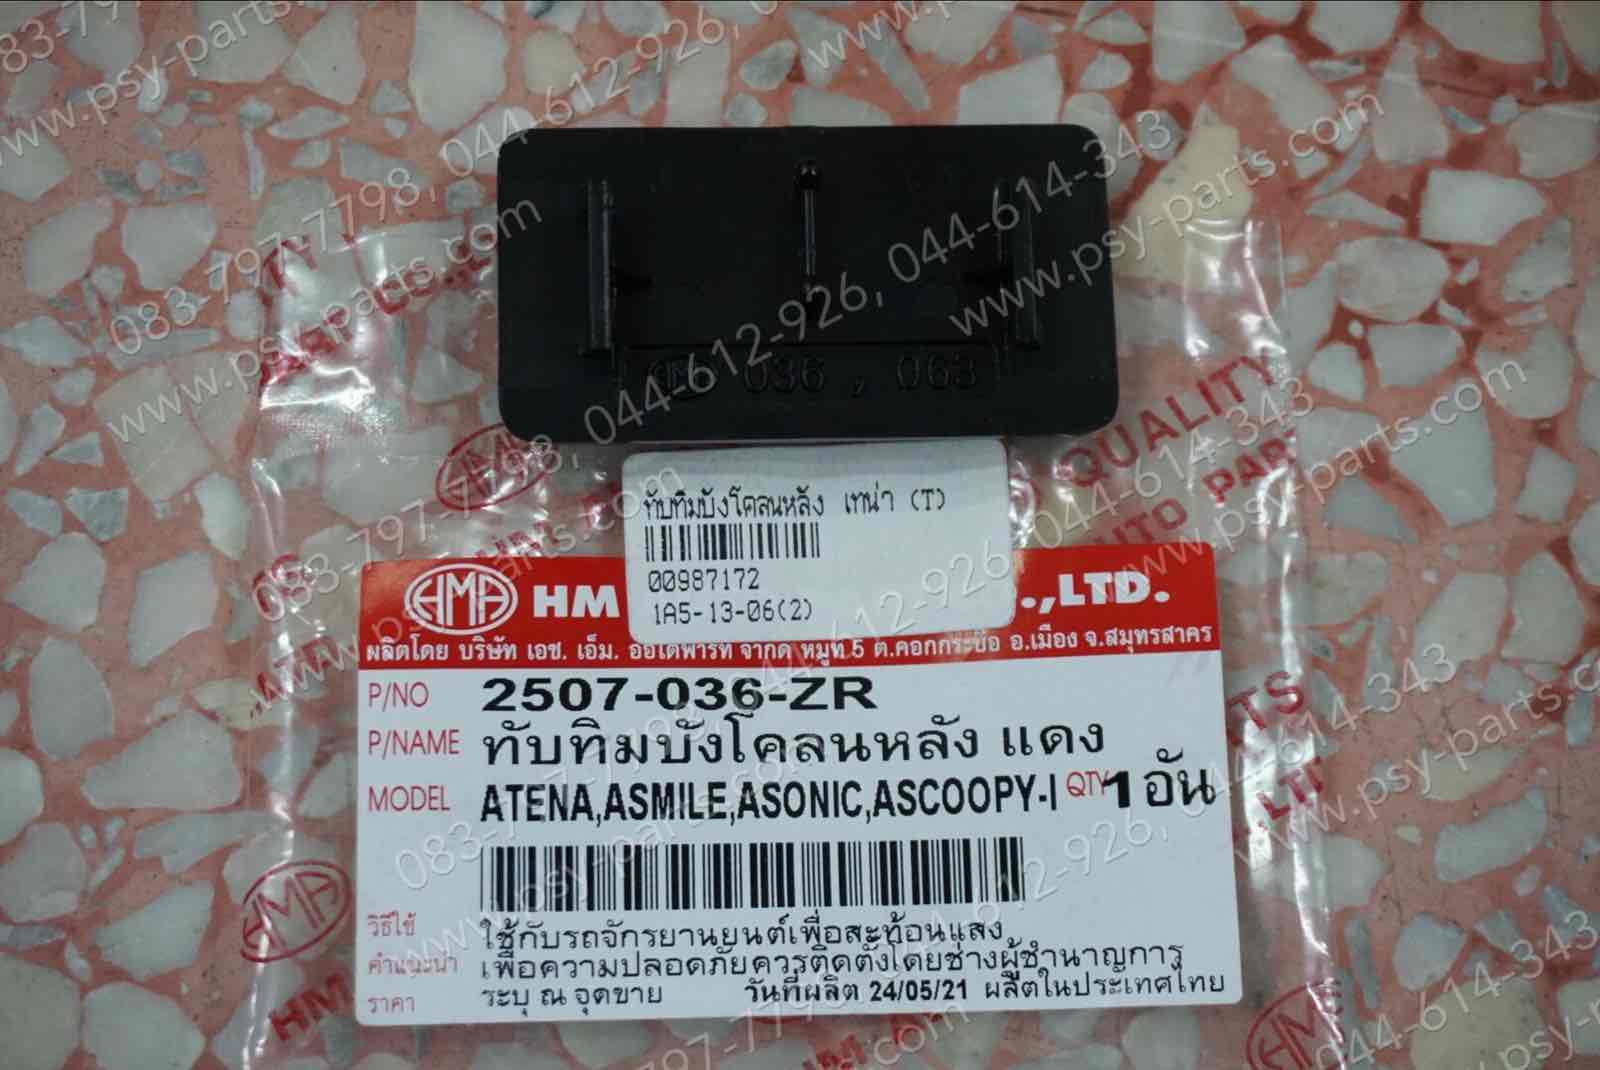 HMA 036 , 063
ทับทิมบังโคลนหลัง เทน่า (T)
00987172
1A5-13-06(2)
HMA HM
.,LTD.
ผลิตโดย บริษัท เอช. เอ็ม. ออโตพาร์ท จำกัด หมู่ที่ 5 ต.คอกกระบือ อ.เมือง จ.สมุทรสาคร
P/NO 2507-036-ZR
P/NAME ทับทิมบังโคลนหลัง แดง
MODEL ATENA,ASMILE,ASONIC,ASCOOPY-I QTY 1 อัน
วิธีใช้ ใช้กับรถจักรยานยนต์เพื่อสะท้อนแสง
คำแนะนำ เพื่อความปลอดภัยควรติดตั้งโดยช่างผู้ชำนาญการ
ราคา ระบุ ณ จุดขาย วันที่ผลิต 24/05/21 ผลิตในประเทศไทย
QUALITY
AUTO PART
HMA
083-797-7798, 044-612-926, 044-614-343
www.psy-parts.com